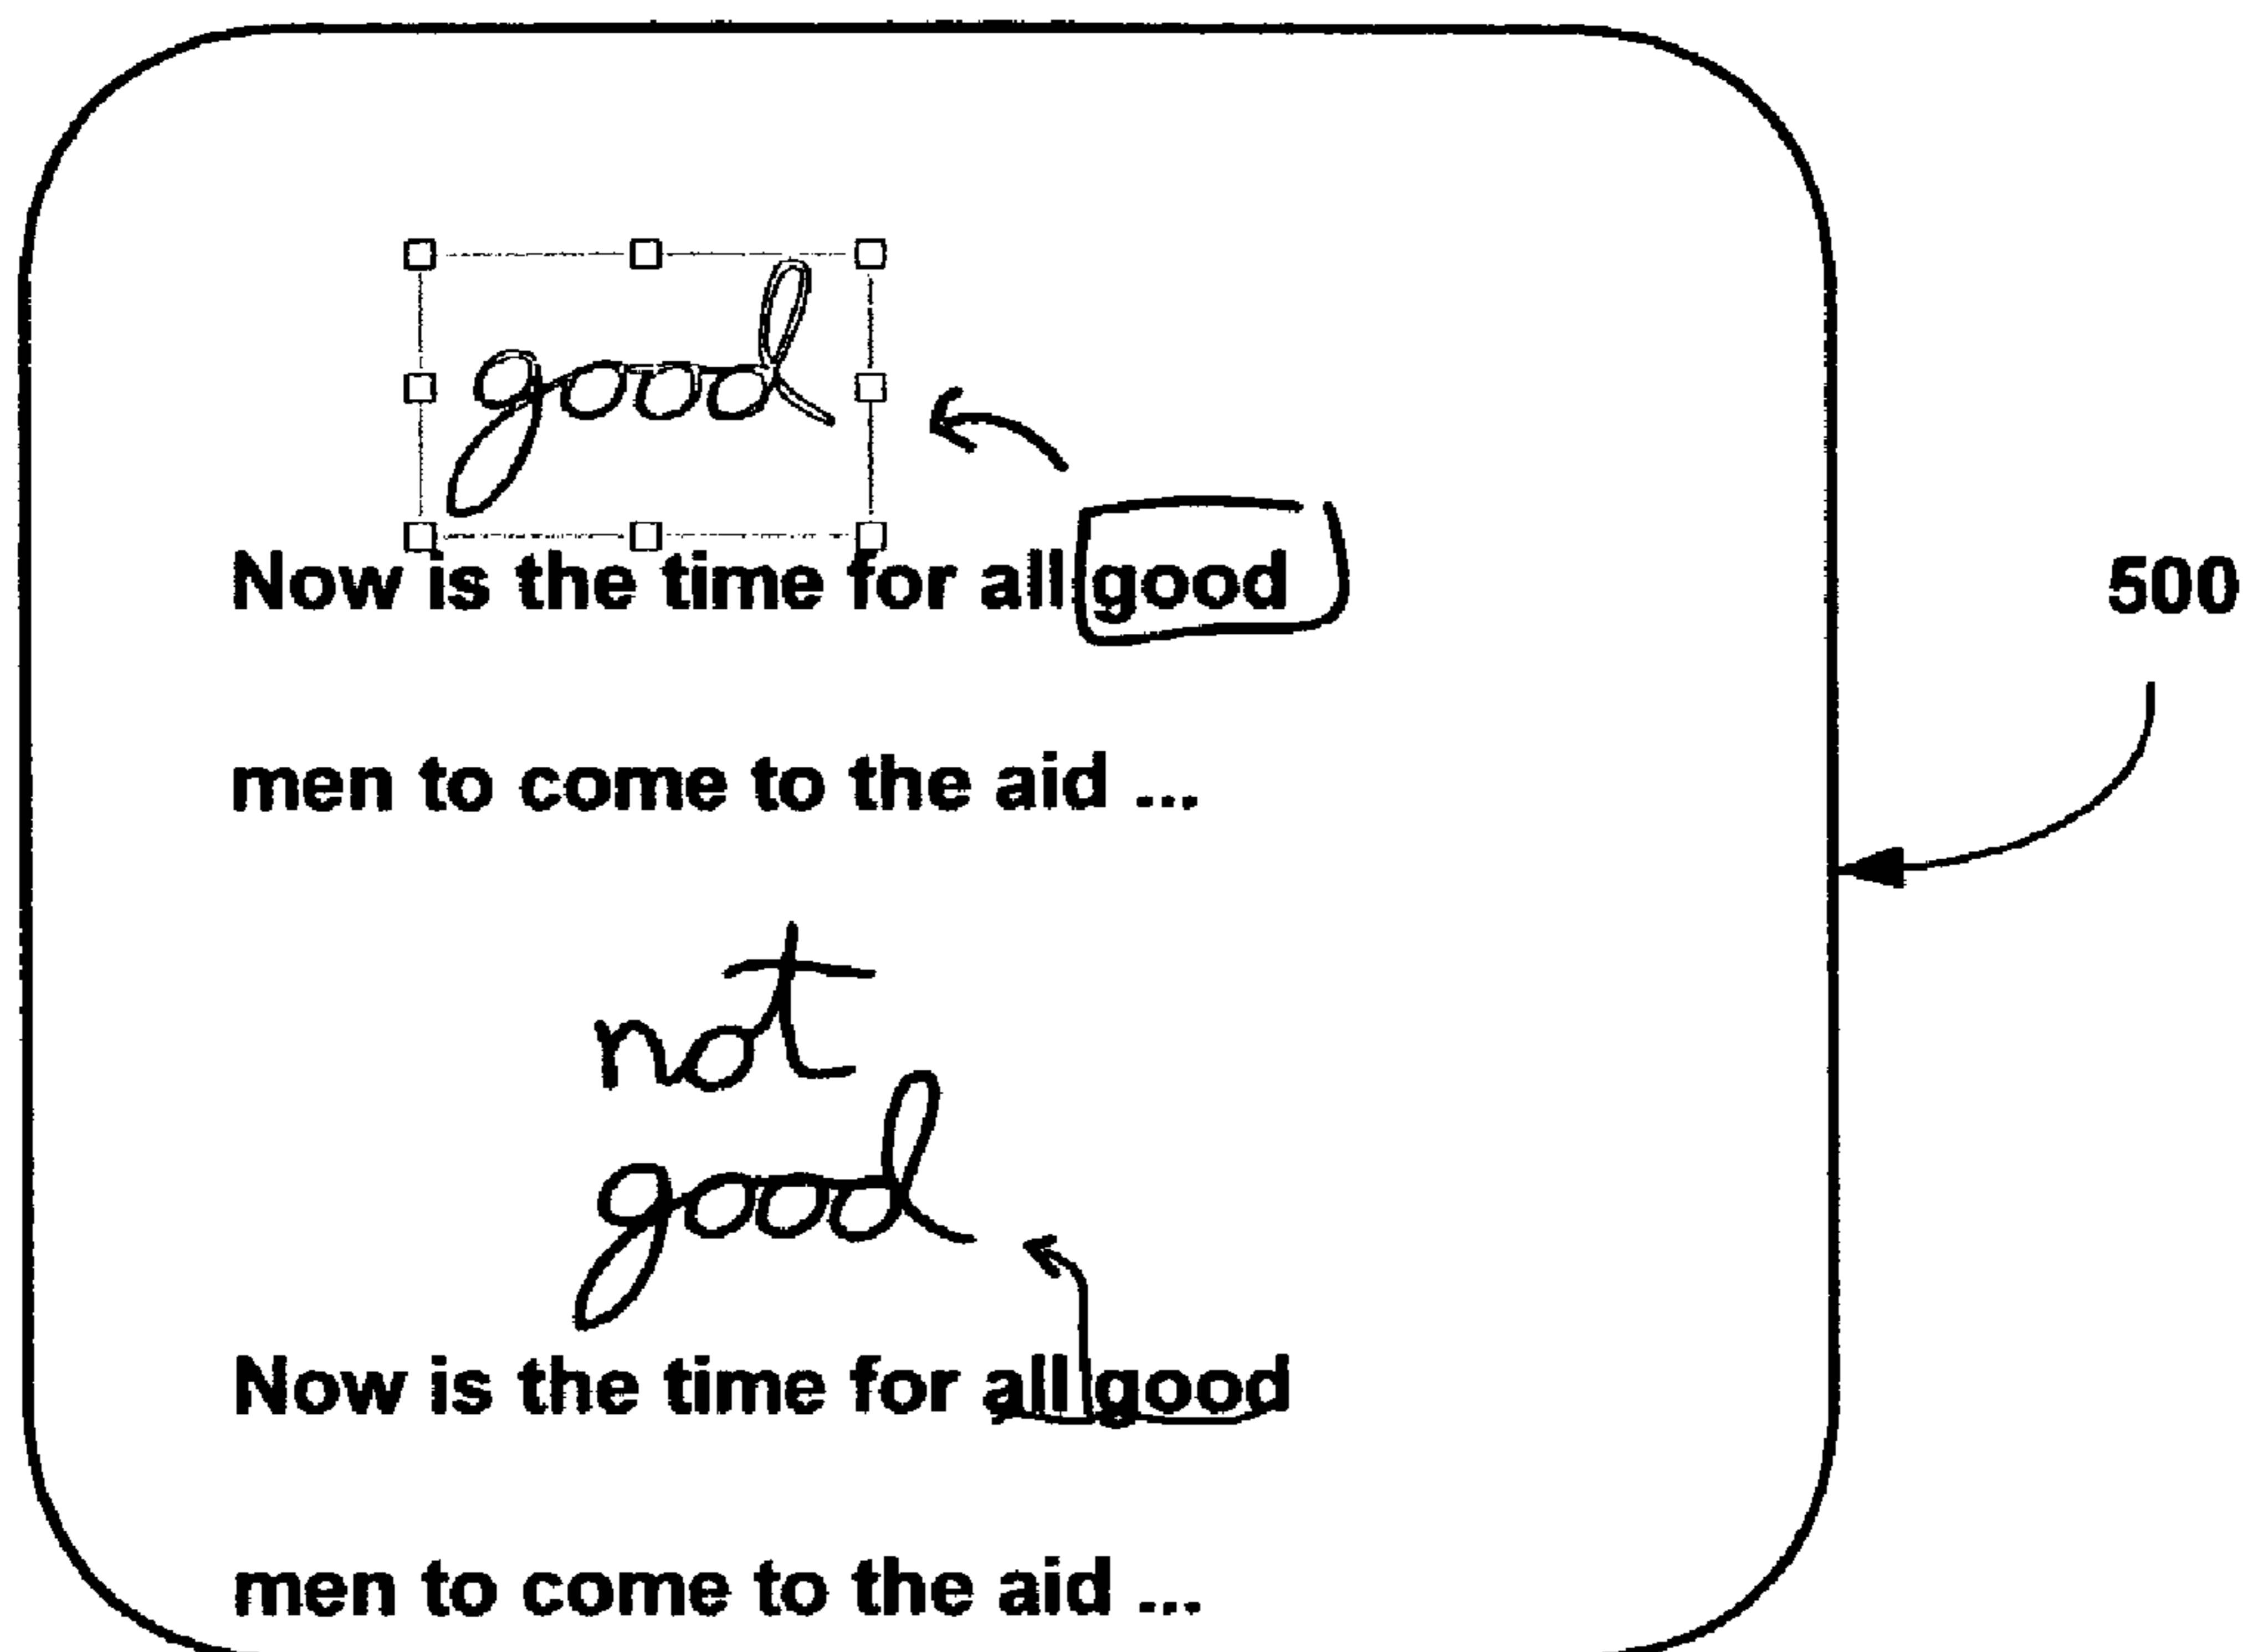 good
Now is the time for all good
500
men to come to the aid ...
not
good
Now is the time for all good
men to come to the aid ...